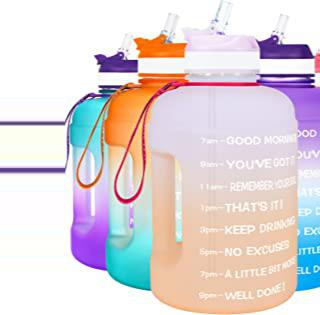 7am- GOOD MORNING
9am- YOU'VE GOT IT
11am- REMEMBER YOUR GOAL
1pm- THAT'S IT!
3pm- KEEP DRINKING
5pm- NO EXCUSES
7pm- A LITTLE BIT MORE
9pm- WELL DONE!